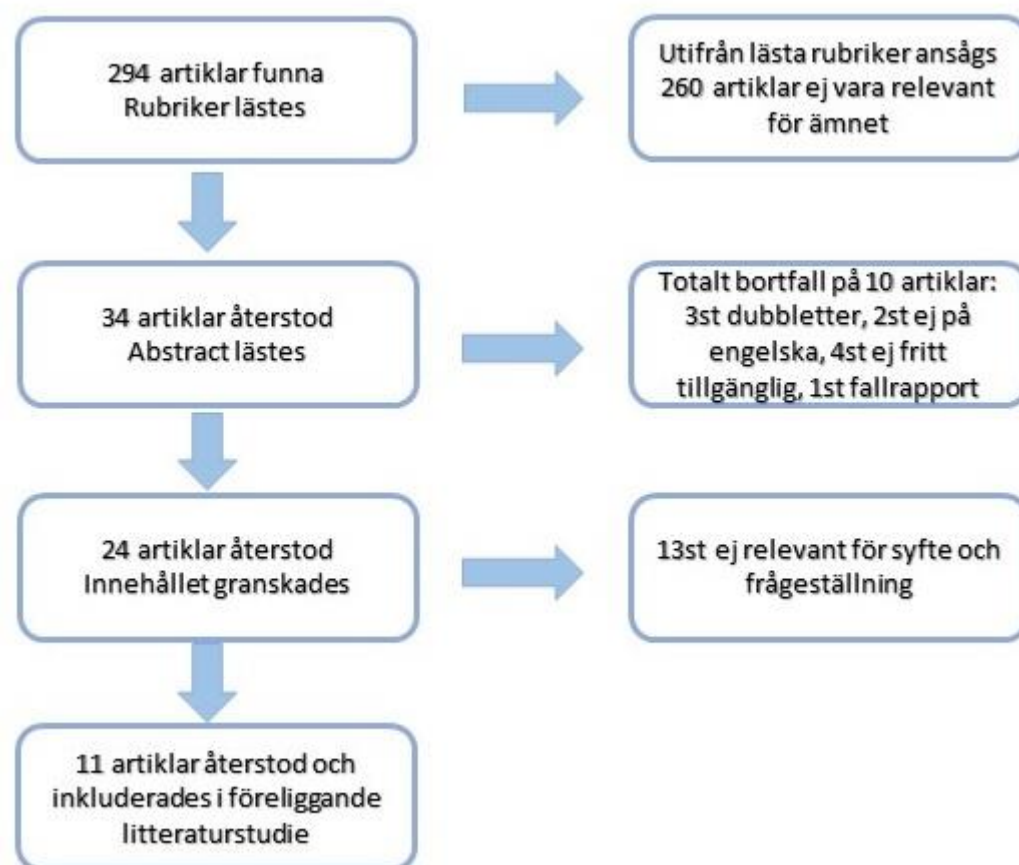 294 artiklar funna
Rubriker lästes
Utifrån lästa rubriker ansågs
260 artiklar ej vara relevant
för ämnet
34 artiklar återstod
Abstract lästes
Totalt bortfall på 10 artiklar:
3st dubbletter, 2st ej på
engelska, 4st ej fritt
tillgänglig, 1st fallrapport
24 artiklar återstod
Innehållet granskades
13st ej relevant för syfte och
frågeställning
11 artiklar återstod och
inkluderades i föreliggande
litteraturstudie